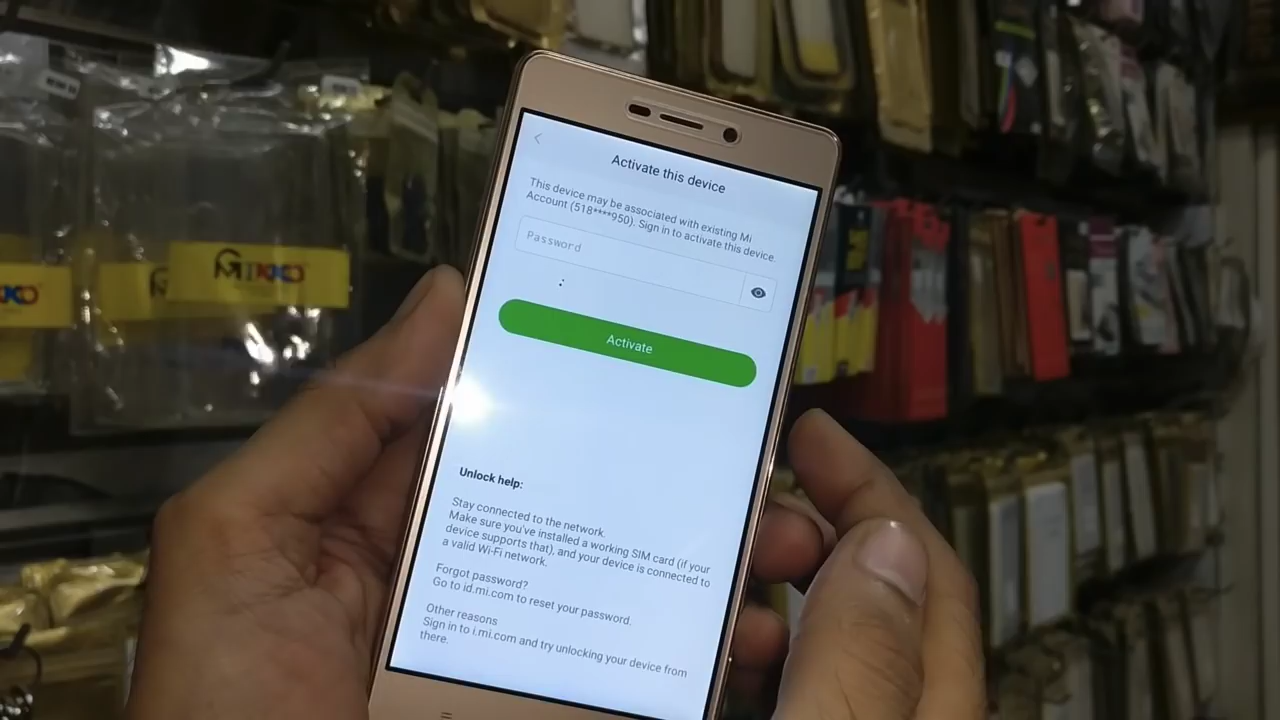 Activate this device
This device may be associated with existing Mi
Account (518****950). Sign in to activate this device.
Password
Activate
Unlock help:
Stay connected to the network.
Make sure you've installed a working SIM card (if your
device supports that), and your device is connected to
a valid Wi-Fi network.
Forgot password?
Go to id.mi.com to reset your password.
Other reasons
Sign in to i.mi.com and try unlocking your device from
there.
MIKKO
KO